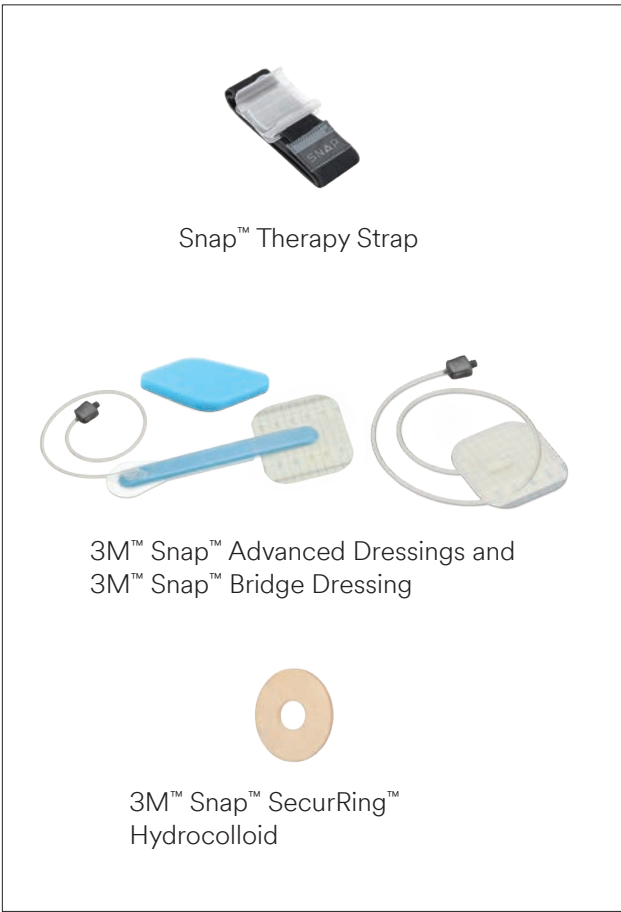 SNAP
Snap™ Therapy Strap
3M™ Snap™ Advanced Dressings and
3M™ Snap™ Bridge Dressing
3M™ Snap™ SecurRing™
Hydrocolloid